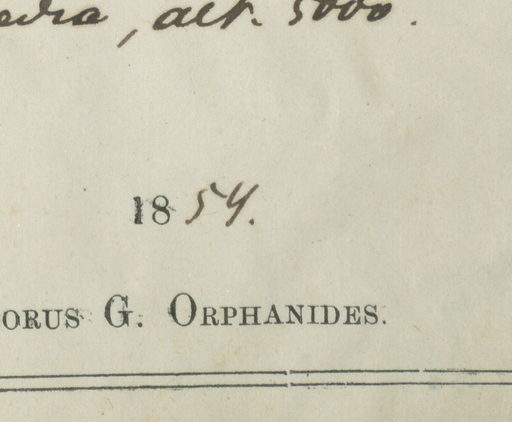 alt. 5000.
1854.
ORUS G. ORPHANIDES.